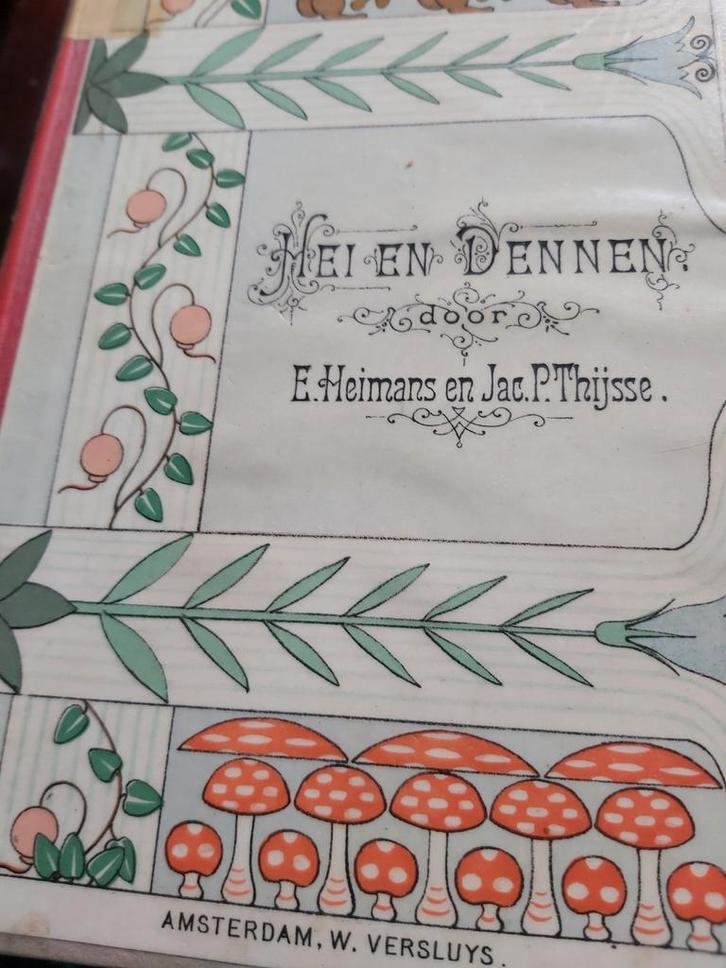 HEI EN DENNEN.
door
E. Heimans en Jac. P. Thijsse.
AMSTERDAM, W. VERSLUYS.